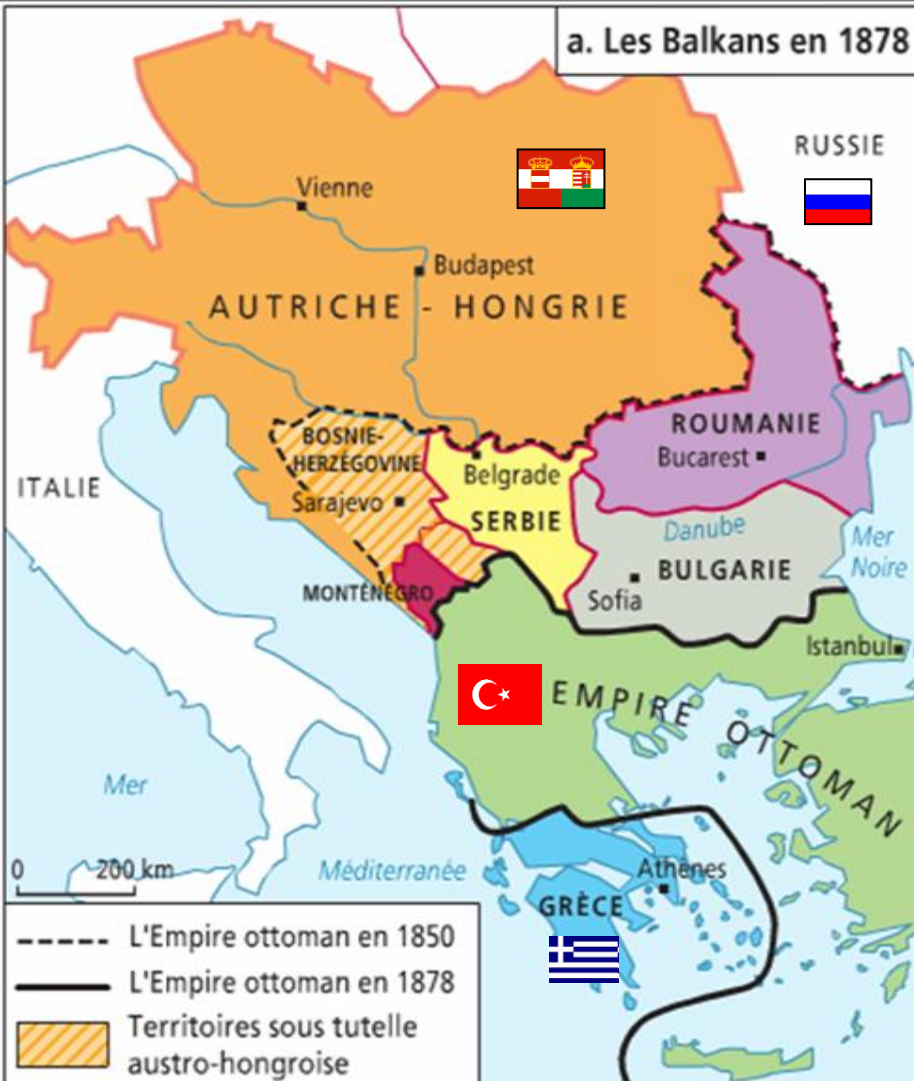 a. Les Balkans en 1878
RUSSIE
Vienne
Budapest
AUTRICHE - HONGRIE
ROUMANIE
BOSNIE-
HERZÉGOVINE
Bucarest
Belgrade
ITALIE
Sarajevo
SERBIE
Danube
Mer
Noire
BULGARIE
MONTÉNÉGRO
Sofia
Istanbul
EMPIRE OTTOMAN
Mer
Méditerranée
0 200 km
Athènes
GRÈCE
L'Empire ottoman en 1850
L'Empire ottoman en 1878
Territoires sous tutelle
austro-hongroise